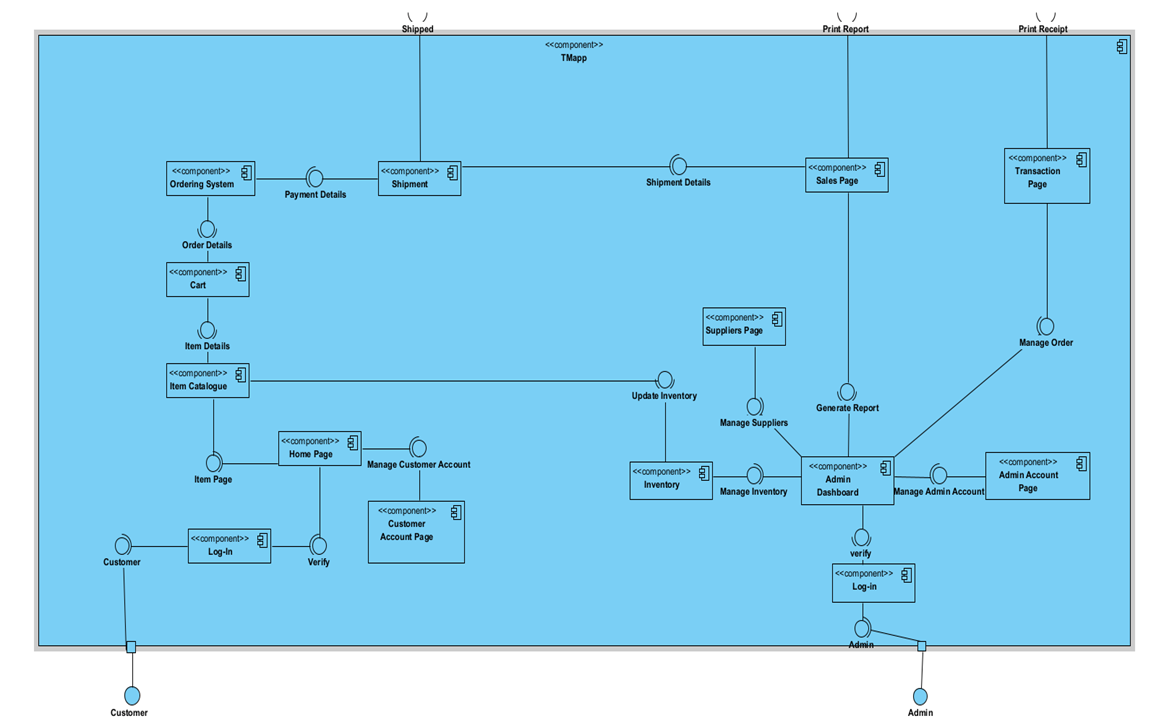 Shipped
Print Report
Print Receipt
<<component>>
TMapp
<<component>>
Ordering System
Payment Details
<<component>>
Shipment
Shipment Details
<<component>>
Sales Page
<<component>>
Transaction
Page
Order Details
<<component>>
Cart
Item Details
<<component>>
Item Catalogue
<<component>>
Suppliers Page
Manage Order
Update Inventory
Manage Suppliers
Generate Report
<<component>>
Home Page
Manage Customer Account
Item Page
<<component>>
Inventory
Manage Inventory
<<component>>
Admin
Dashboard
Manage Admin Account
<<component>>
Admin Account
Page
<<component>>
Customer
Account Page
<<component>>
Log-In
Customer
Verify
verify
<<component>>
Log-in
Admin
Customer
Admin